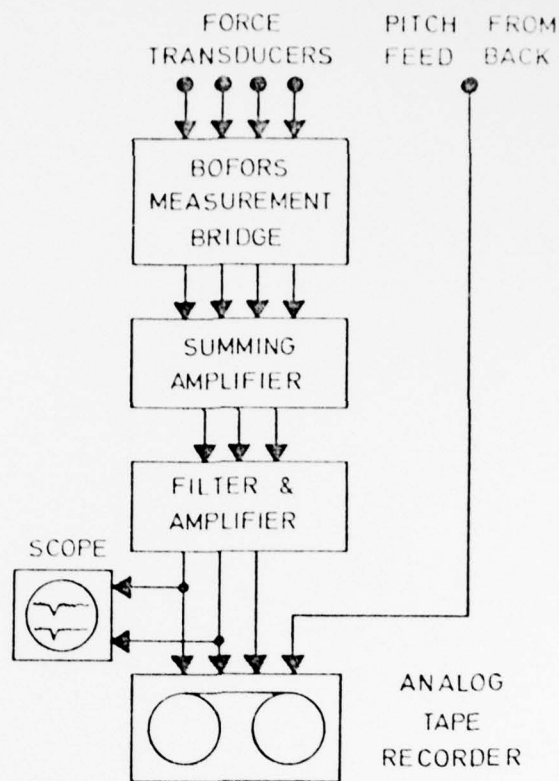 FORCE
TRANSDUCERS
PITCH FROM
FEED BACK
BOFORS
MEASUREMENT
BRIDGE
SUMMING
AMPLIFIER
FILTER &
AMPLIFIER
SCOPE
ANALOG
TAPE
RECORDER